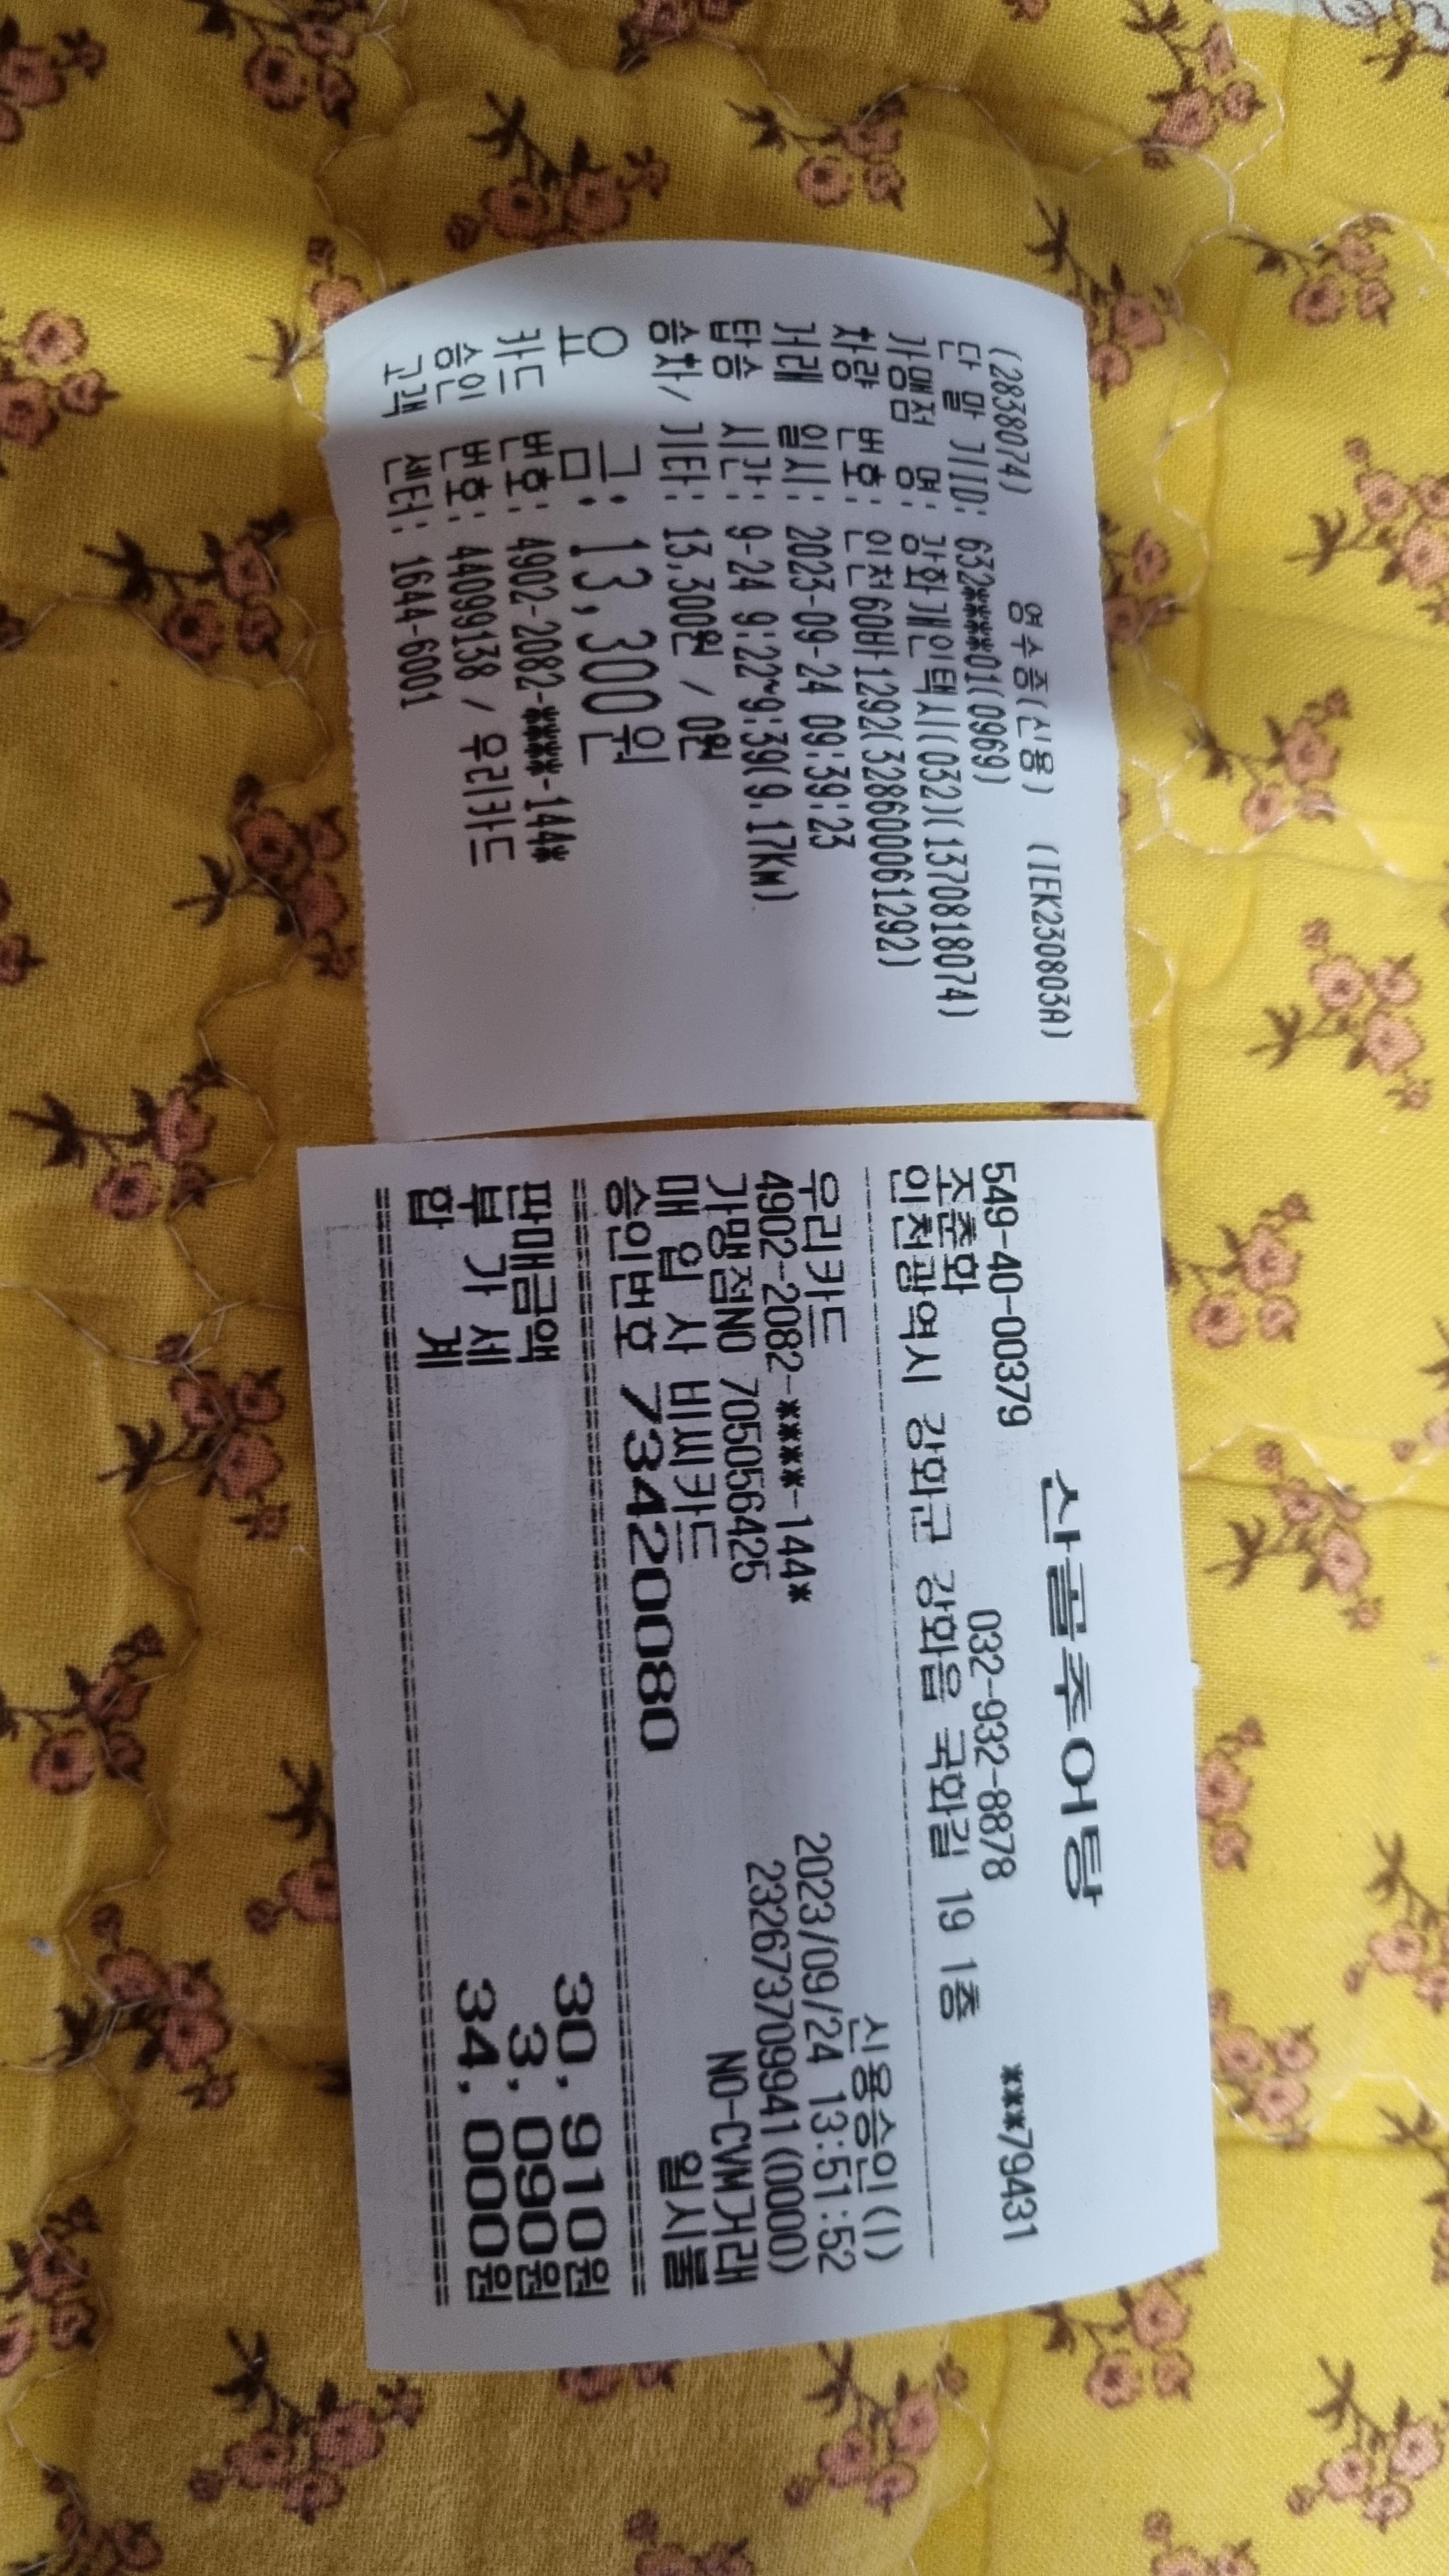 영수증(신용)
(2838074) (IEK230803A)
단 말 기ID: 632****01(0969)
가맹점 명: 강화개인택시(032)(1370818074)
차량 번호: 인천60바1292(328600061292)
거래 일시: 2023-09-24 09:39:23
탑승 시간: 9-24 9:22~9:39(9.17KM)
승차/ 기타: 13,300원 / 0원
요 금: 13,300원
카드 번호: 4902-2082-****-144*
승인 번호: 44099138 / 우리카드
고객 센터: 1644-6001
산골추어탕
549-40-00379 032-932-8878 ***79431
조춘화
인천광역시 강화군 강화읍 국화길 19 1층
신용승인(1)
우리카드 2023/09/24 13:51:52
4902-2082-****-144* 232673709941(0000)
가맹점NO 705056426 NO-CVM거래
매 입 사 비씨카드 일시불
승인번호 73420080
판매금액 30,910원
부 가 세 3,090원
합 계 34,000원